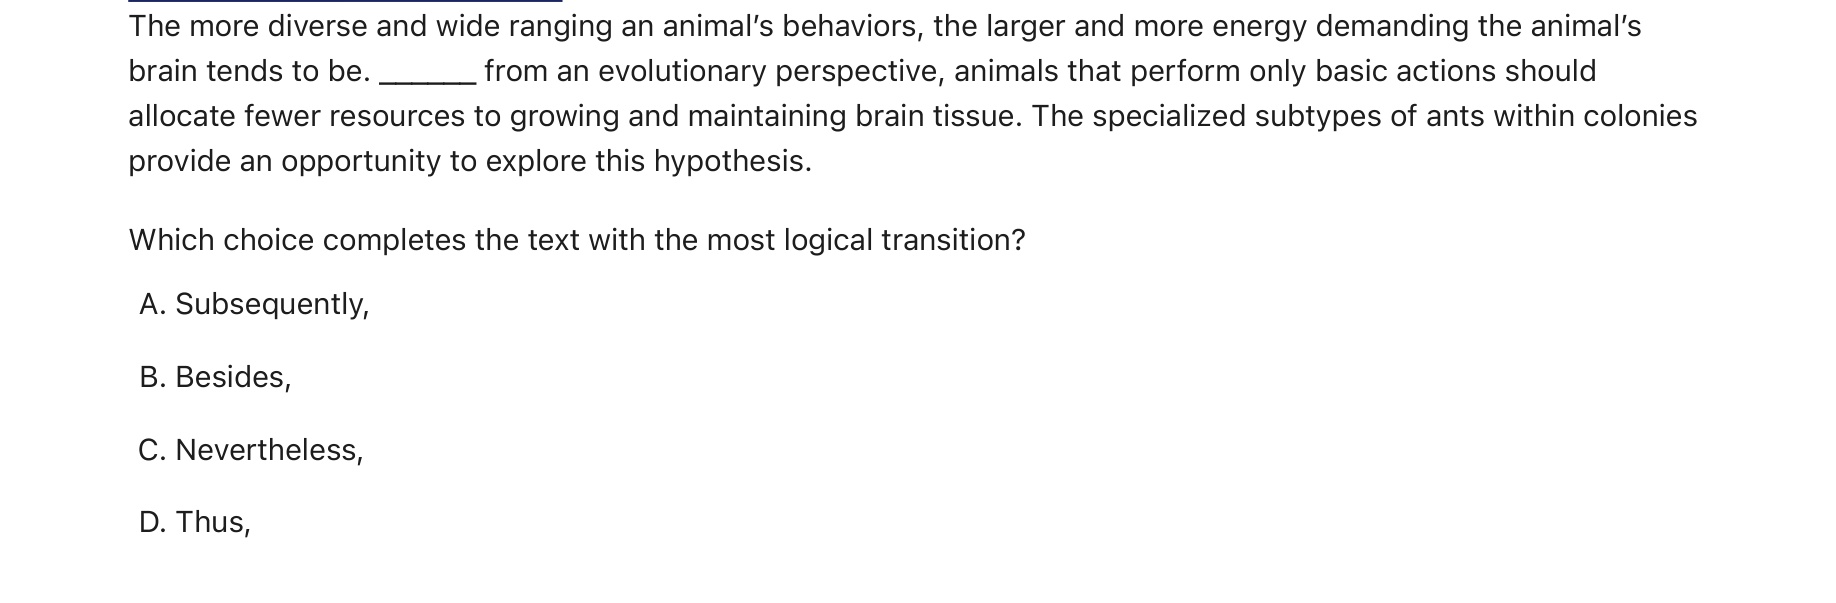 The more diverse and wide ranging an animal’s behaviors, the larger and more energy demanding the animal’s
brain tends to be. ______ from an evolutionary perspective, animals that perform only basic actions should
allocate fewer resources to growing and maintaining brain tissue. The specialized subtypes of ants within colonies
provide an opportunity to explore this hypothesis.
Which choice completes the text with the most logical transition?
A. Subsequently,
B. Besides,
C. Nevertheless,
D. Thus,